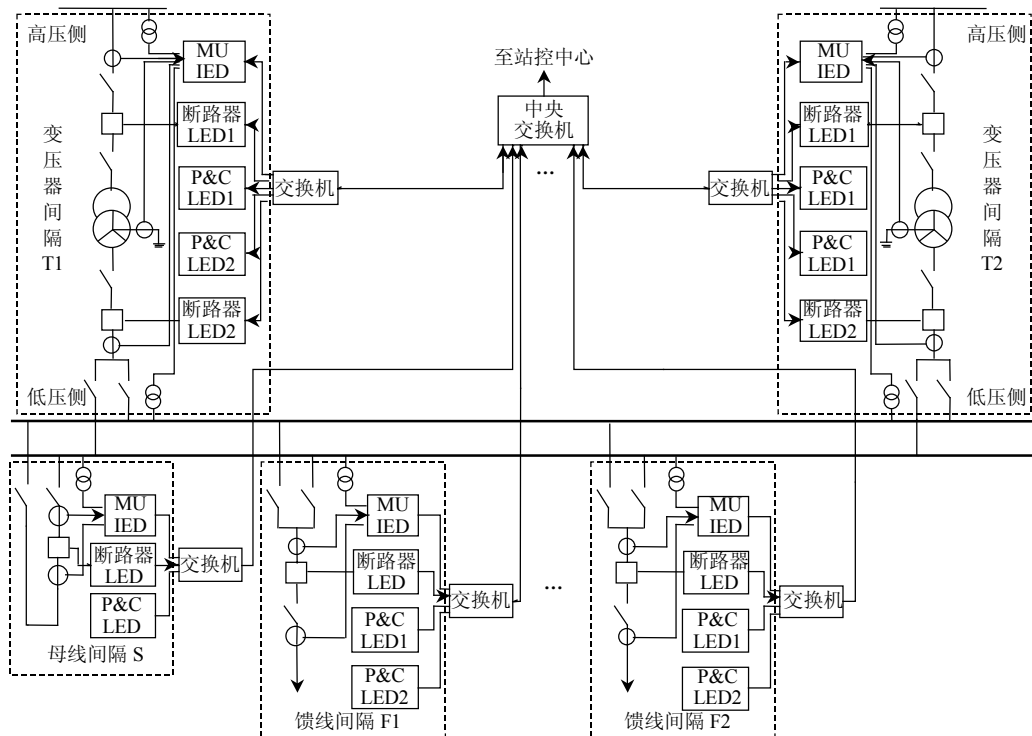 高压侧
MU
IED
断路器
LED1
变
压
器
间
隔
T1
P&C
LED1
P&C
LED2
断路器
LED2
低压侧
交换机
至站控中心
中央
交换机
...
交换机
高压侧
MU
IED
断路器
LED1
变
压
器
间
隔
T2
P&C
LED1
P&C
LED1
断路器
LED2
低压侧
MU
IED
断路器
LED
P&C
LED
母线间隔 S
交换机
MU
IED
断路器
LED
P&C
LED1
P&C
LED2
馈线间隔 F1
交换机
...
MU
IED
断路器
LED
P&C
LED1
P&C
LED2
馈线间隔 F2
交换机